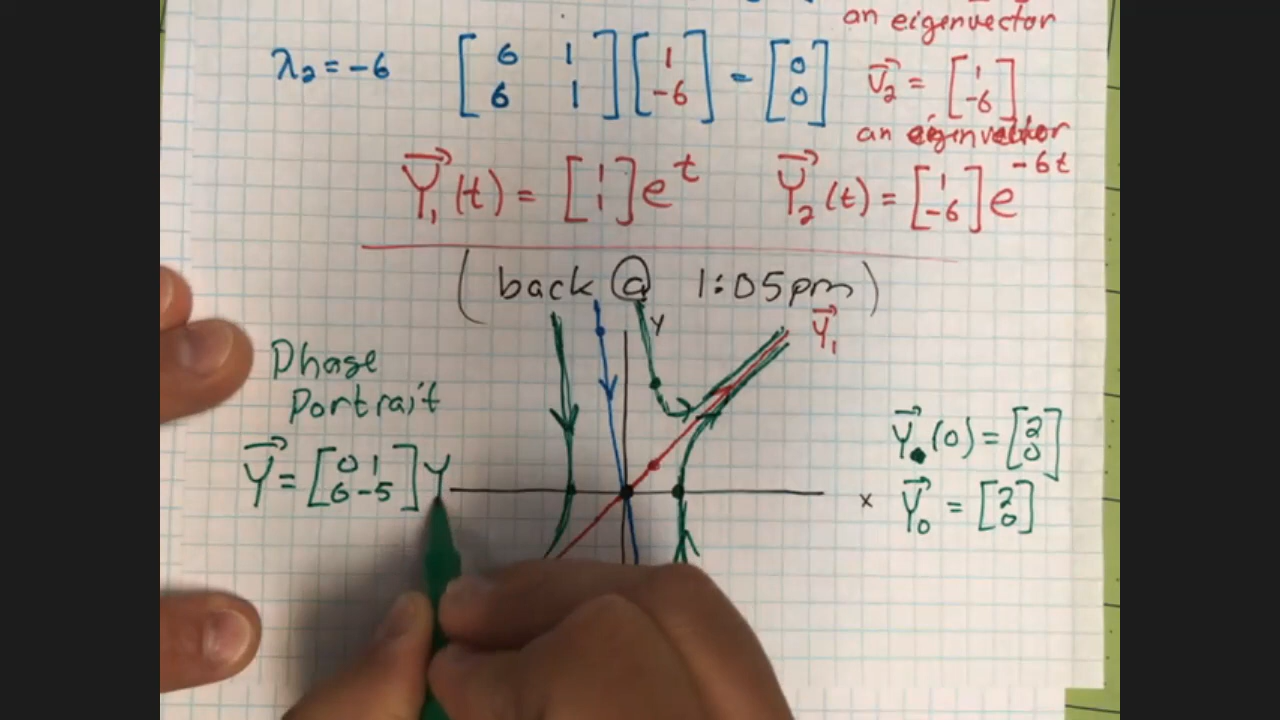 an eigenvector
λ₂ = -6 [6 1; 6 1] [1; -6] = [0; 0]
V⃗₂ = [1; -6]
an eigenvector
Y⃗₁(t) = [1; 1]e^t Y⃗₂(t) = [1; -6]e^-6t
(back @ 1:05pm)
y
Y⃗₁
Phase
Portrait
Y⃗ = [0 1; 6 -5] Y
Y⃗.(0) = [2; 0]
x Y⃗₀ = [2; 0]